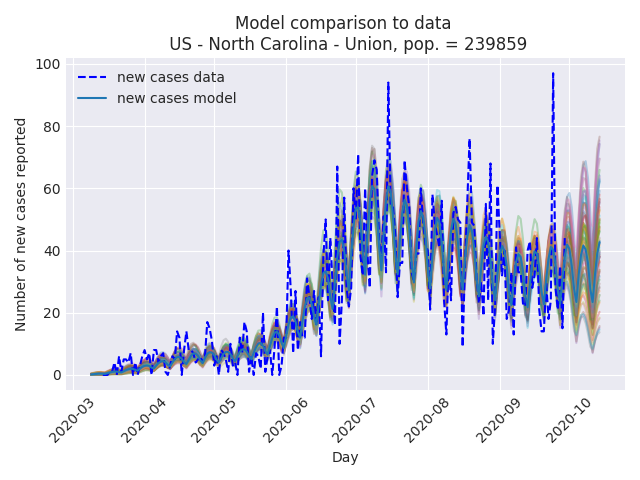 Model comparison to data
US - North Carolina - Union, pop. = 239859
new cases data
new cases model
Number of new cases reported
100
80
60
40
20
0
2020-03
2020-04
2020-05
2020-06
2020-07
2020-08
2020-09
2020-10
Day